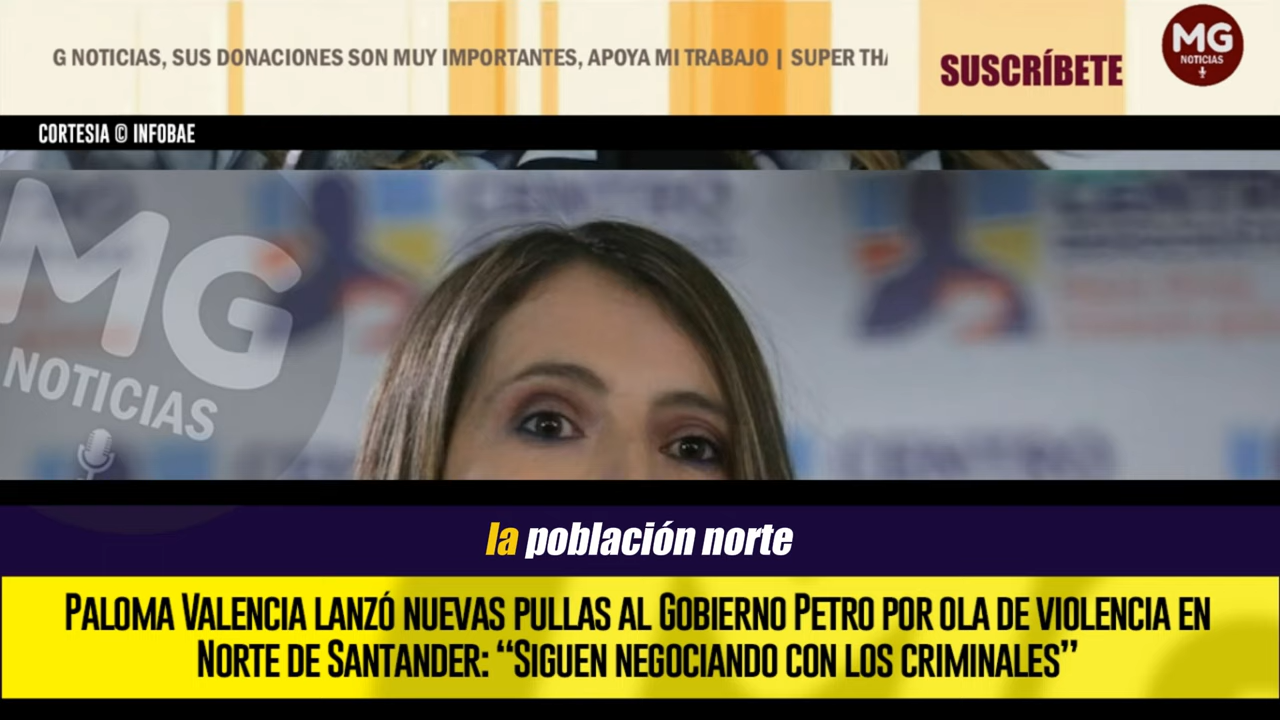 G NOTICIAS, SUS DONACIONES SON MUY IMPORTANTES, APOYA MI TRABAJO | SUPER
SUSCRÍBETE
MG
NOTICIAS
CORTESIA © INFOBAE
MG
NOTICIAS
CENTRO
la población norte
PALOMA VALENCIA LANZÓ NUEVAS PULLAS AL GOBIERNO PETRO POR OLA DE VIOLENCIA EN
NORTE DE SANTANDER: “SIGUEN NEGOCIANDO CON LOS CRIMINALES”